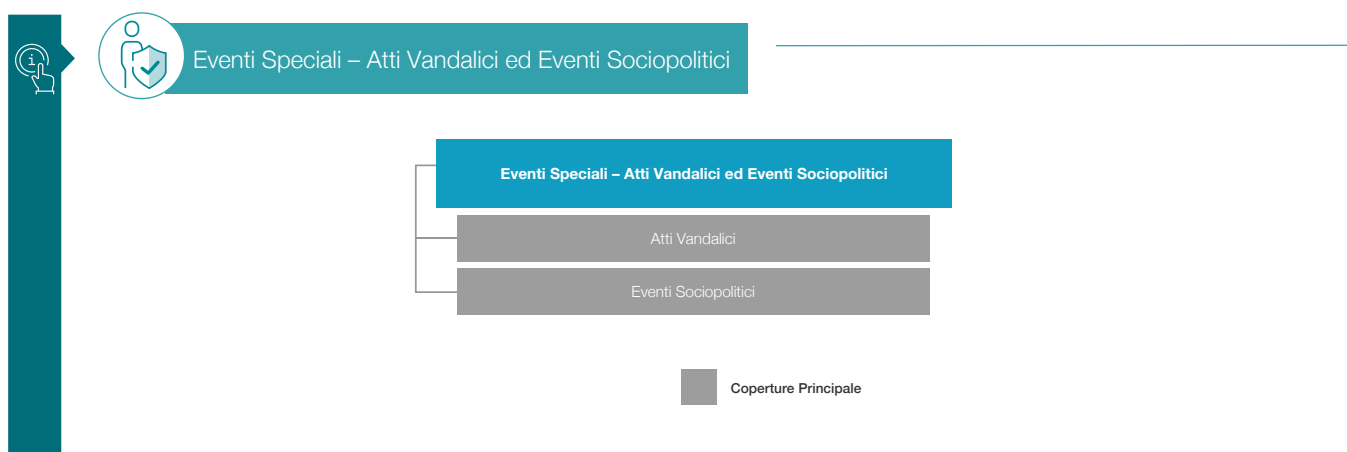 Eventi Speciali – Atti Vandalici ed Eventi Sociopolitici
Eventi Speciali – Atti Vandalici ed Eventi Sociopolitici
Atti Vandalici
Eventi Sociopolitici
Coperture Principale